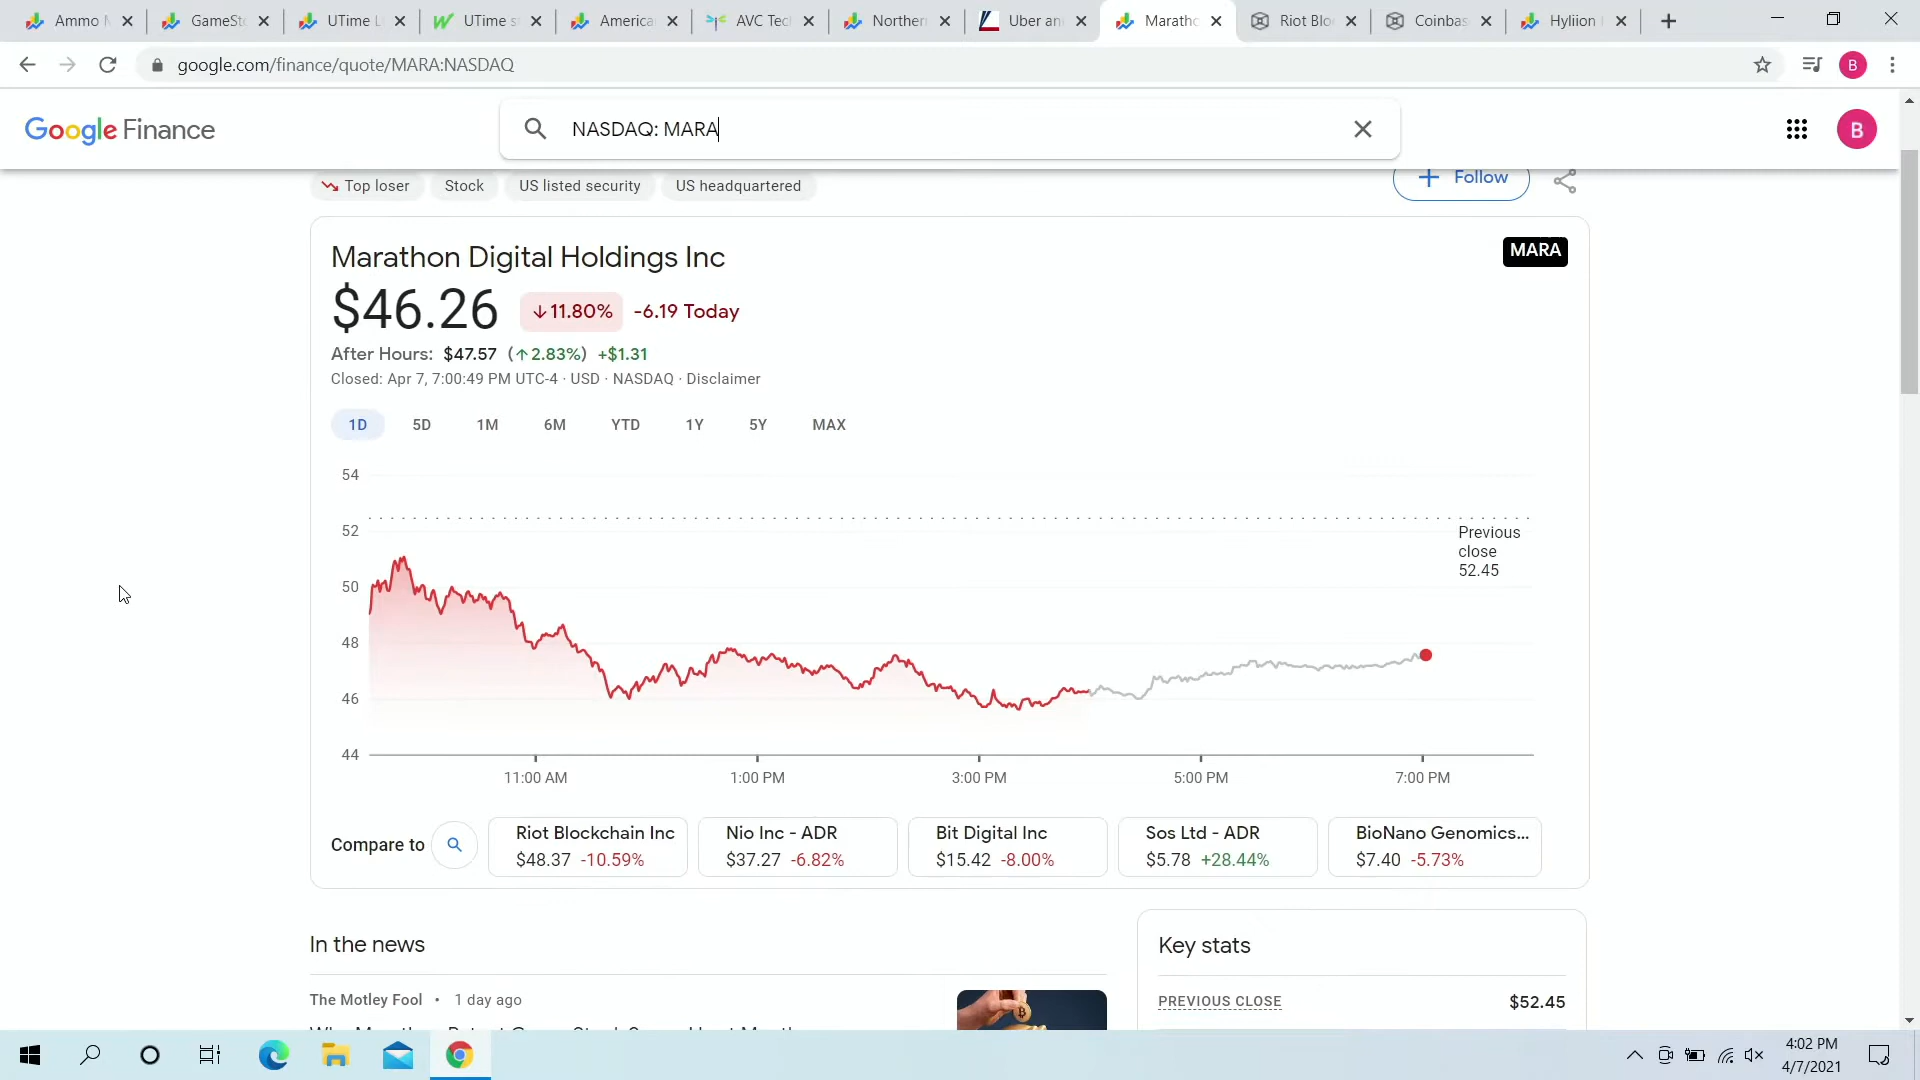 Ammo
GameSto
UTime L
UTime s
America
AVC Tec
Northern
Uber an
Maratho
Riot Blo
Coinbas
Hyliion
google.com/finance/quote/MARA:NASDAQ
B
Google Finance
NASDAQ: MARA
B
Top loser
Stock
US listed security
US headquartered
Follow
Marathon Digital Holdings Inc
MARA
$46.26 ↓11.80% -6.19 Today
After Hours: $47.57 (↑2.83%) +$1.31
Closed: Apr 7, 7:00:49 PM UTC-4 · USD · NASDAQ · Disclaimer
1D 5D 1M 6M YTD 1Y 5Y MAX
54
52
50
48
46
44
Previous
close
52.45
11:00 AM 1:00 PM 3:00 PM 5:00 PM 7:00 PM
Compare to
Riot Blockchain Inc
$48.37 -10.59%
Nio Inc - ADR
$37.27 -6.82%
Bit Digital Inc
$15.42 -8.00%
Sos Ltd - ADR
$5.78 +28.44%
BioNano Genomics...
$7.40 -5.73%
In the news
The Motley Fool • 1 day ago
Key stats
PREVIOUS CLOSE $52.45
4:02 PM
4/7/2021